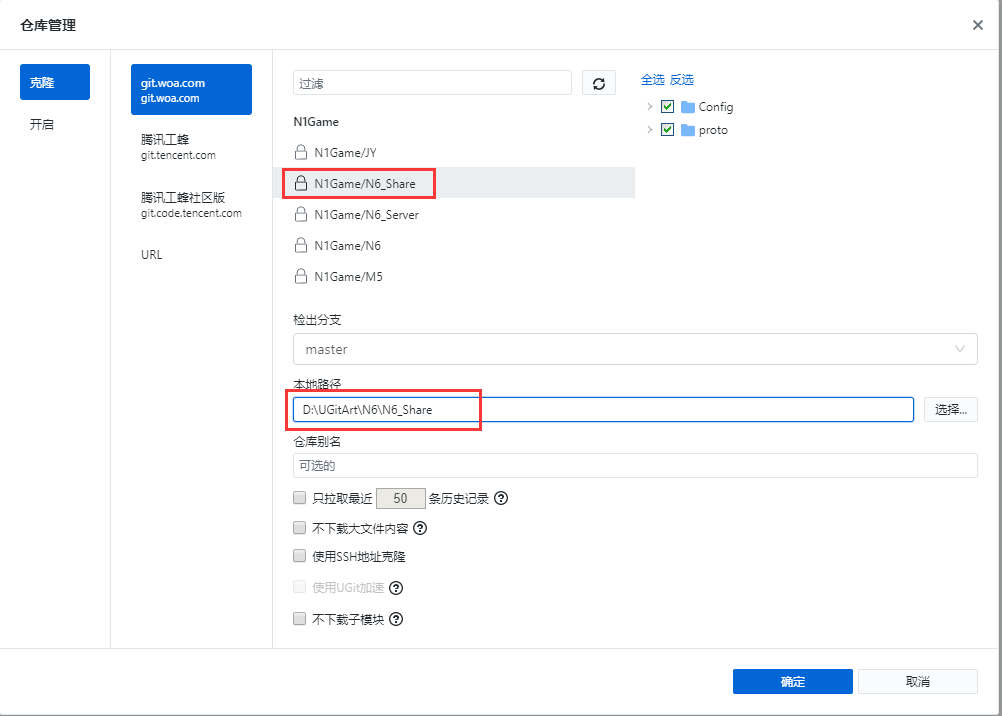 仓库管理
克隆
开启
git.woa.com
git.woa.com
腾讯工蜂
git.tencent.com
腾讯工蜂社区版
git.code.tencent.com
URL
过滤
N1Game
N1Game/JY
N1Game/N6_Share
N1Game/N6_Server
N1Game/N6
N1Game/M5
全选 反选
Config
proto
检出分支
master
本地路径
D:\UGitArt\N6\N6_Share
选择...
仓库别名
可选的
只拉取最近 50 条历史记录
不下载大文件内容
使用SSH地址克隆
使用UGit加速
不下载子模块
确定
取消